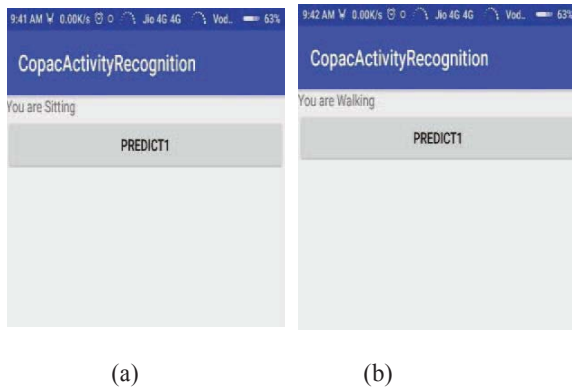 9:41 AM 0.00K/s Jio 4G 4G Vod... 63%
CopacActivityRecognition
You are Sitting
PREDICT1
(a)
9:42 AM 0.00K/s Jio 4G 4G Vod... 63%
CopacActivityRecognition
You are Walking
PREDICT1
(b)